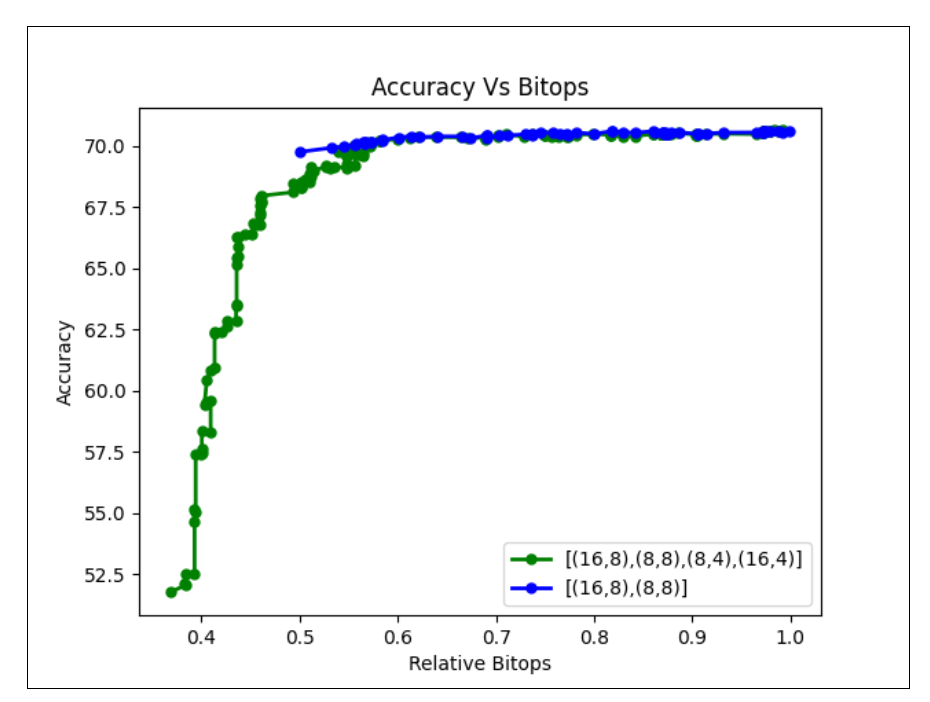 Accuracy Vs Bitops
Accuracy
70.0
67.5
65.0
62.5
60.0
57.5
55.0
52.5
[(16,8),(8,8),(8,4),(16,4)]
[(16,8),(8,8)]
0.4 0.5 0.6 0.7 0.8 0.9 1.0
Relative Bitops